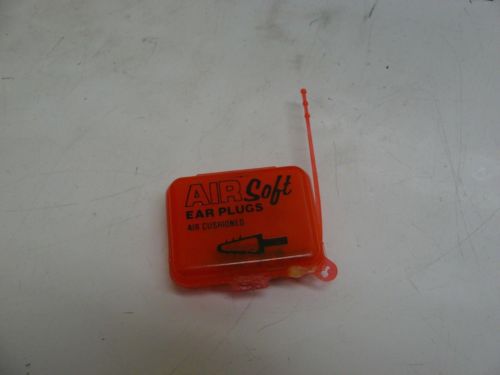 AIR Soft
EAR PLUGS
AIR CUSHIONED